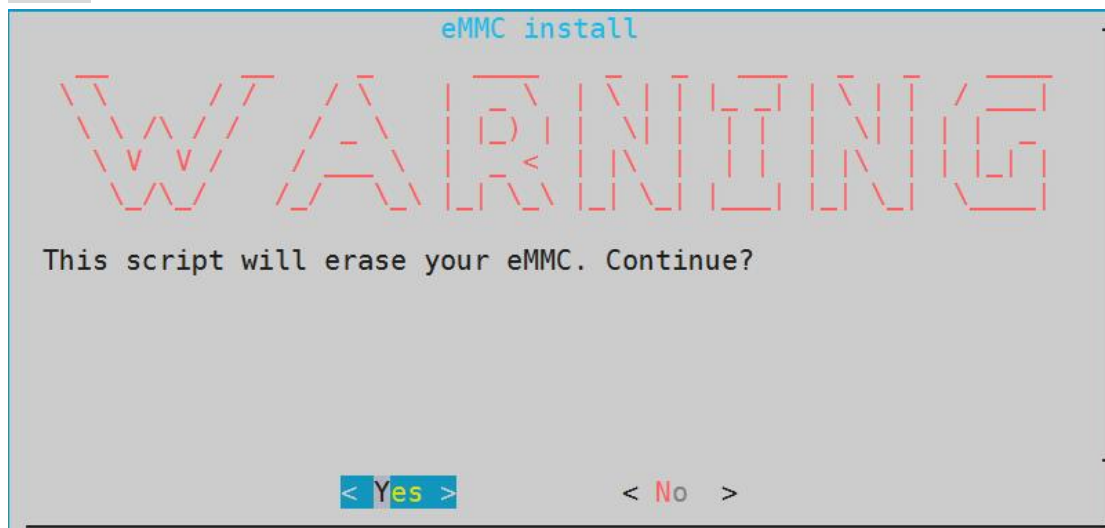 eMMC install
WARNING
This script will erase your eMMC. Continue?
< Yes > < No >